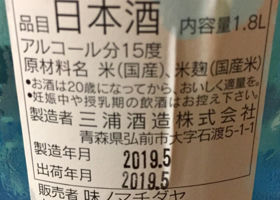 品目 日本酒 内容量1.8L
アルコール分15度
原材料名 米(国産)、米麹(国産米)
●お酒は20歳になってから、おいしく適量を。
●妊娠中や授乳期の飲酒はお控え下さい。
製造者 三浦酒造株式会社
青森県弘前市大字石渡5-1-1
製造年月 2019.5
出荷年月 2019.5
販売者 味ノマチダヤ